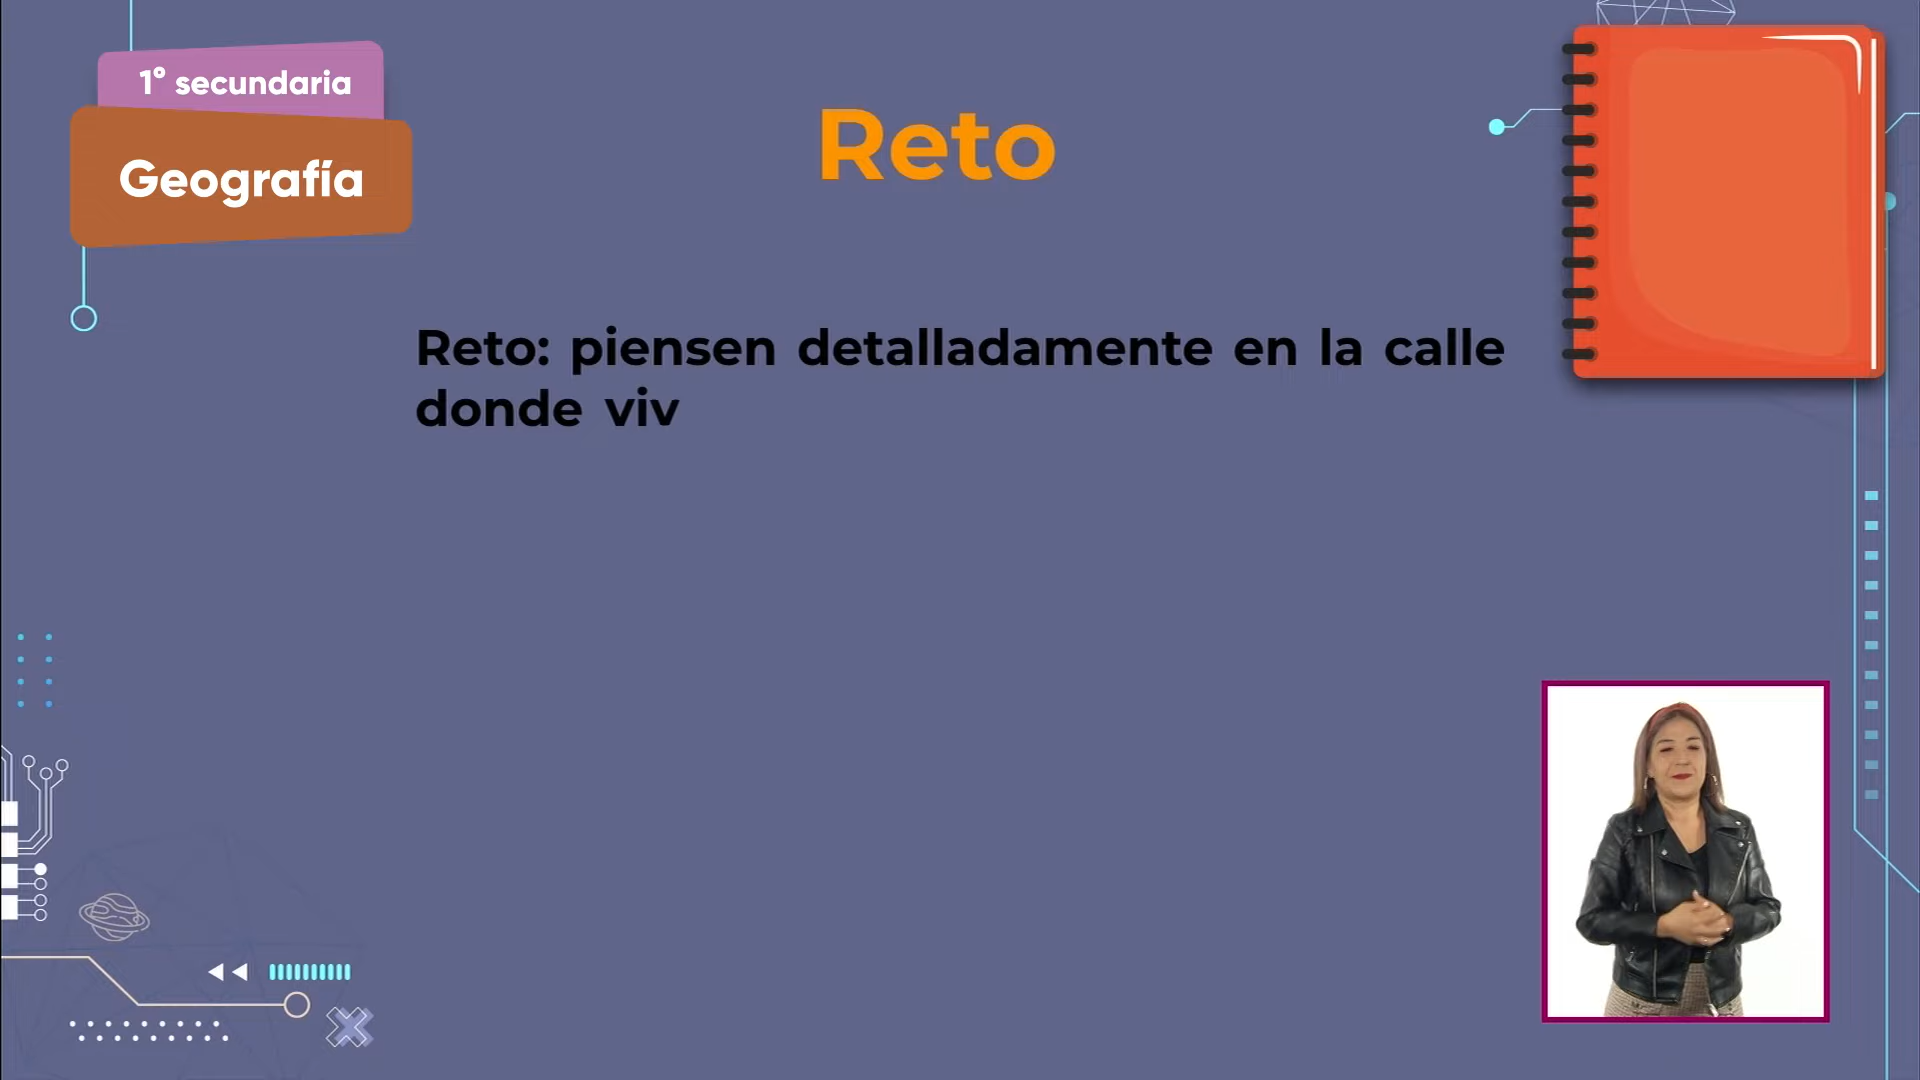 1° secundaria
Geografía
Reto
Reto: piensen detalladamente en la calle
donde viv